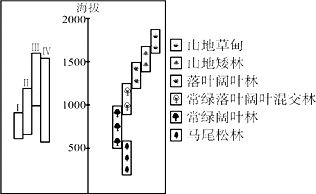 海拔
2000
1500
1000
500
I
II
III
IV
山地草甸
山地矮林
落叶阔叶林
常绿落叶阔叶混交林
常绿阔叶林
马尾松林